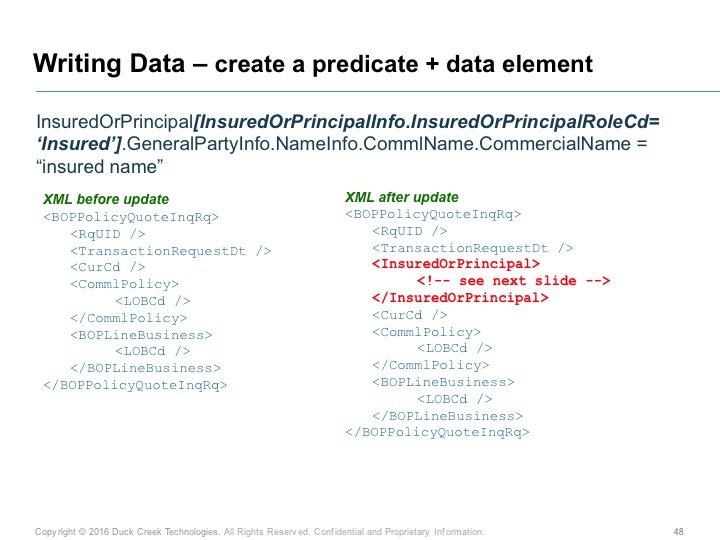 Writing Data – create a predicate + data element
InsuredOrPrincipal[InsuredOrPrincipalInfo.InsuredOrPrincipalRoleCd=
‘Insured’].GeneralPartyInfo.NameInfo.CommlName.CommercialName =
“insured name”
XML before update
<BOPPolicyQuoteInqRq>
<RqUID />
<TransactionRequestDt />
<CurCd />
<CommlPolicy>
<LOBCd />
</CommlPolicy>
<BOPLineBusiness>
<LOBCd />
</BOPLineBusiness>
</BOPPolicyQuoteInqRq>
XML after update
<BOPPolicyQuoteInqRq>
<RqUID />
<TransactionRequestDt />
<InsuredOrPrincipal>
<!-- see next slide -->
</InsuredOrPrincipal>
<CurCd />
<CommlPolicy>
<LOBCd />
</CommlPolicy>
<BOPLineBusiness>
<LOBCd />
</BOPLineBusiness>
</BOPPolicyQuoteInqRq>
Copyright © 2016 Duck Creek Technologies. All Rights Reserved. Confidential and Proprietary Information.
48